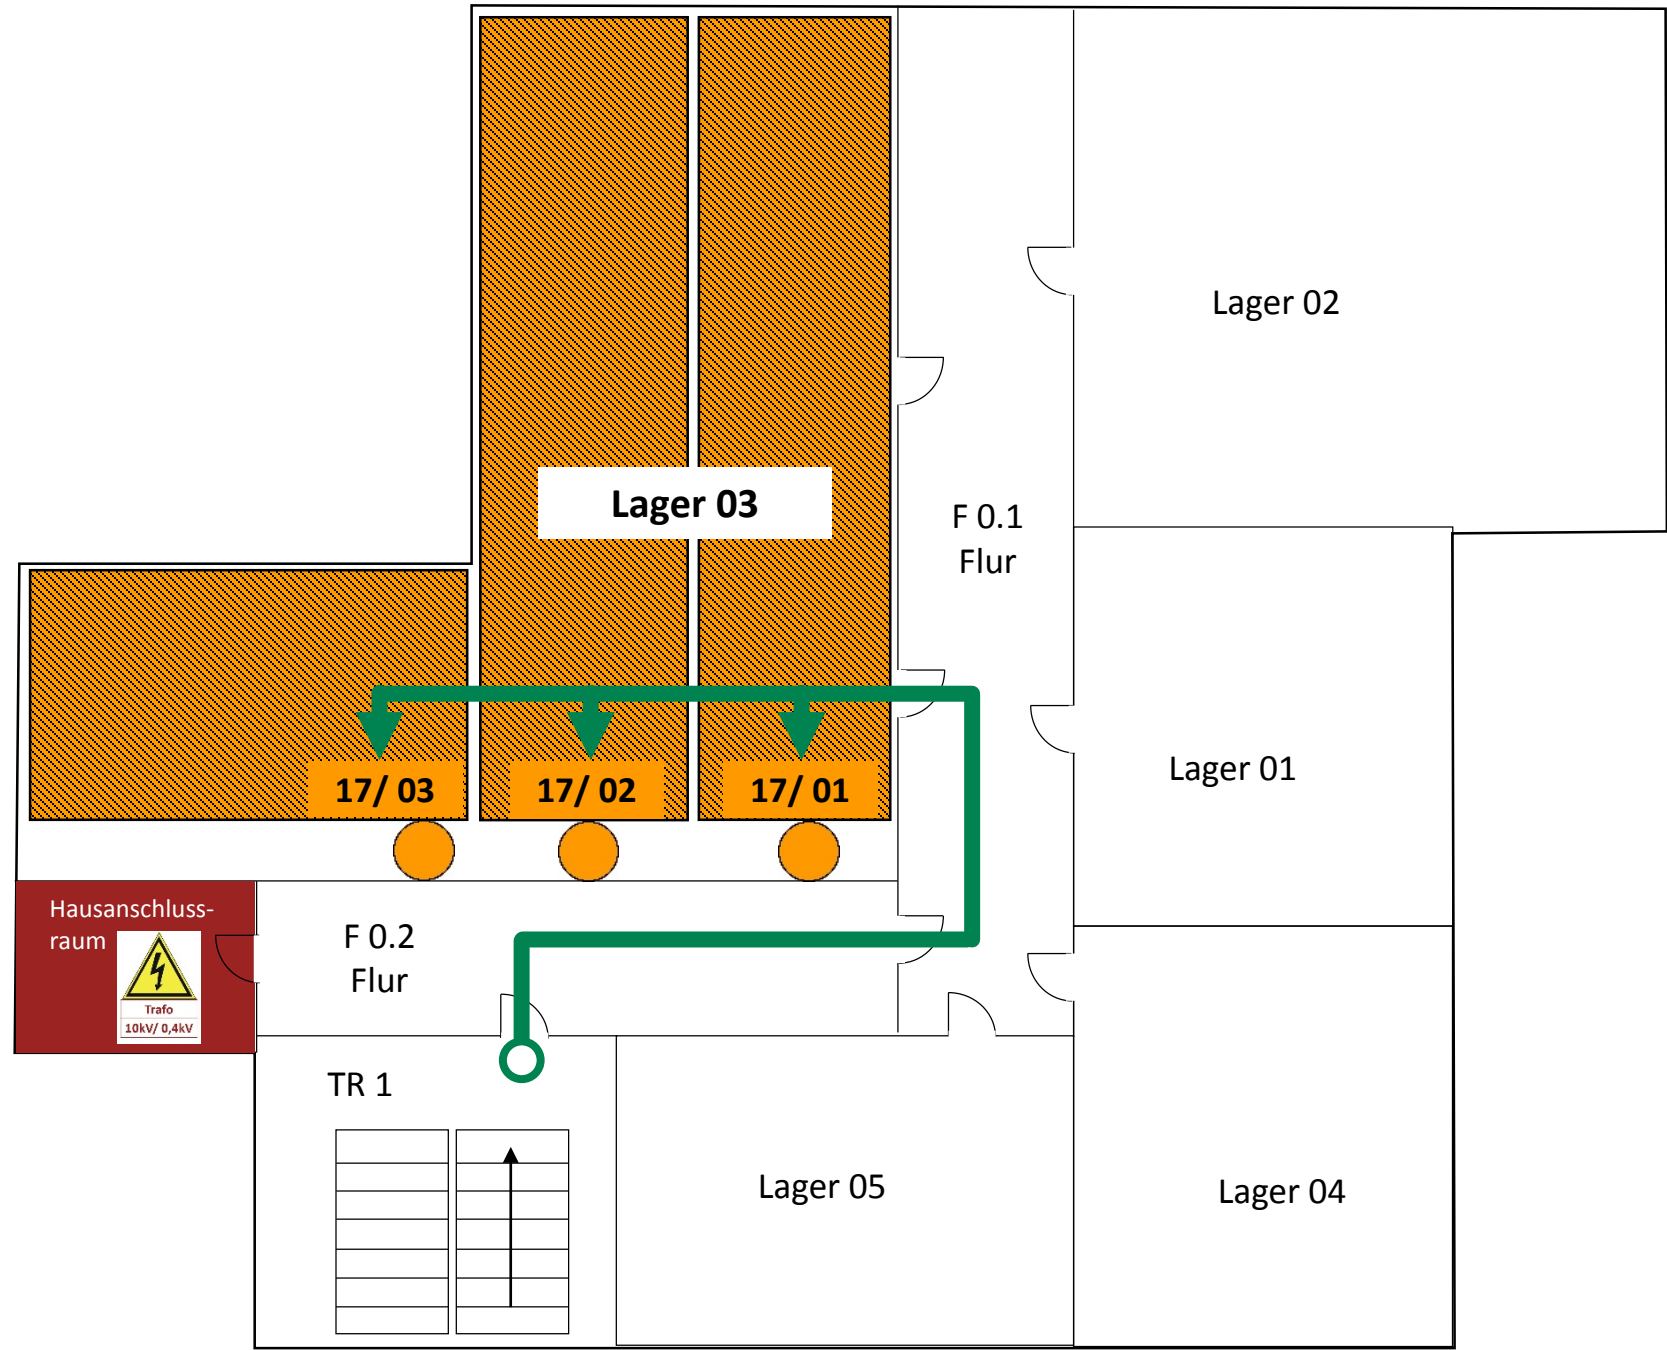 Lager 02
Lager 03
F 0.1
Flur
17/ 03
17/ 02
17/ 01
Lager 01
Hausanschluss-
raum
Trafo
10kV/ 0,4kV
F 0.2
Flur
TR 1
Lager 05
Lager 04